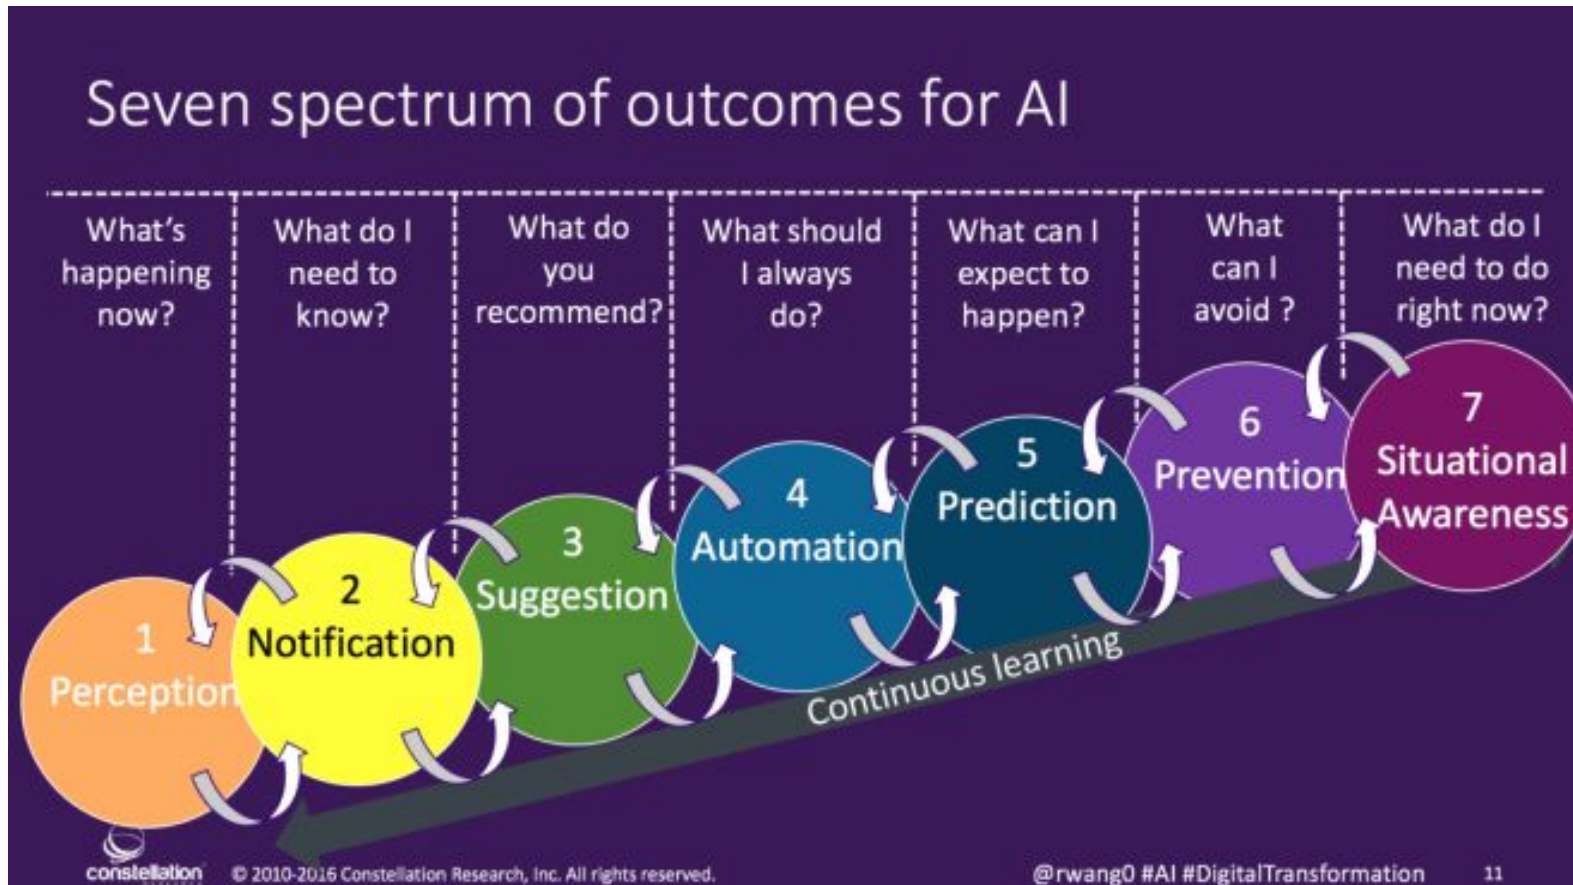 Seven spectrum of outcomes for AI
What's
happening
now?
What do I
need to
know?
What do
you
recommend?
What should
I always
do?
What can I
expect to
happen?
What
can I
avoid ?
What do I
need to do
right now?
1
Perception
2
Notification
3
Suggestion
4
Automation
5
Prediction
6
Prevention
7
Situational
Awareness
Continuous learning
constellation
© 2010-2016 Constellation Research, Inc. All rights reserved.
@rwang0 #AI #DigitalTransformation
11